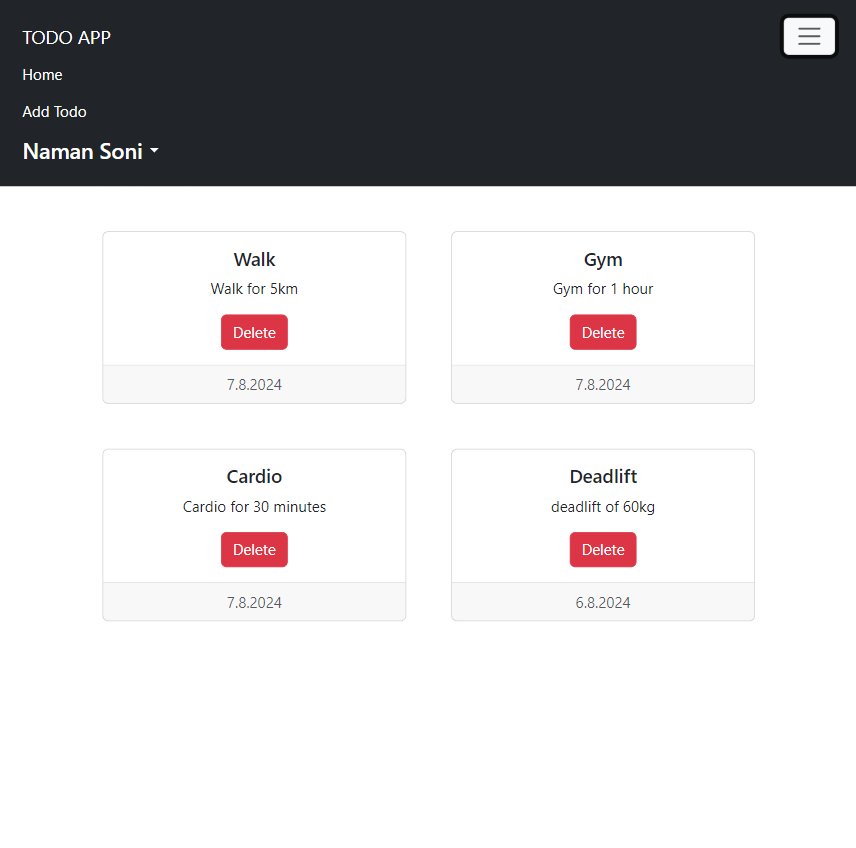 TODO APP
Home
Add Todo
Naman Soni
Walk
Walk for 5km
Delete
7.8.2024
Gym
Gym for 1 hour
Delete
7.8.2024
Cardio
Cardio for 30 minutes
Delete
7.8.2024
Deadlift
deadlift of 60kg
Delete
6.8.2024